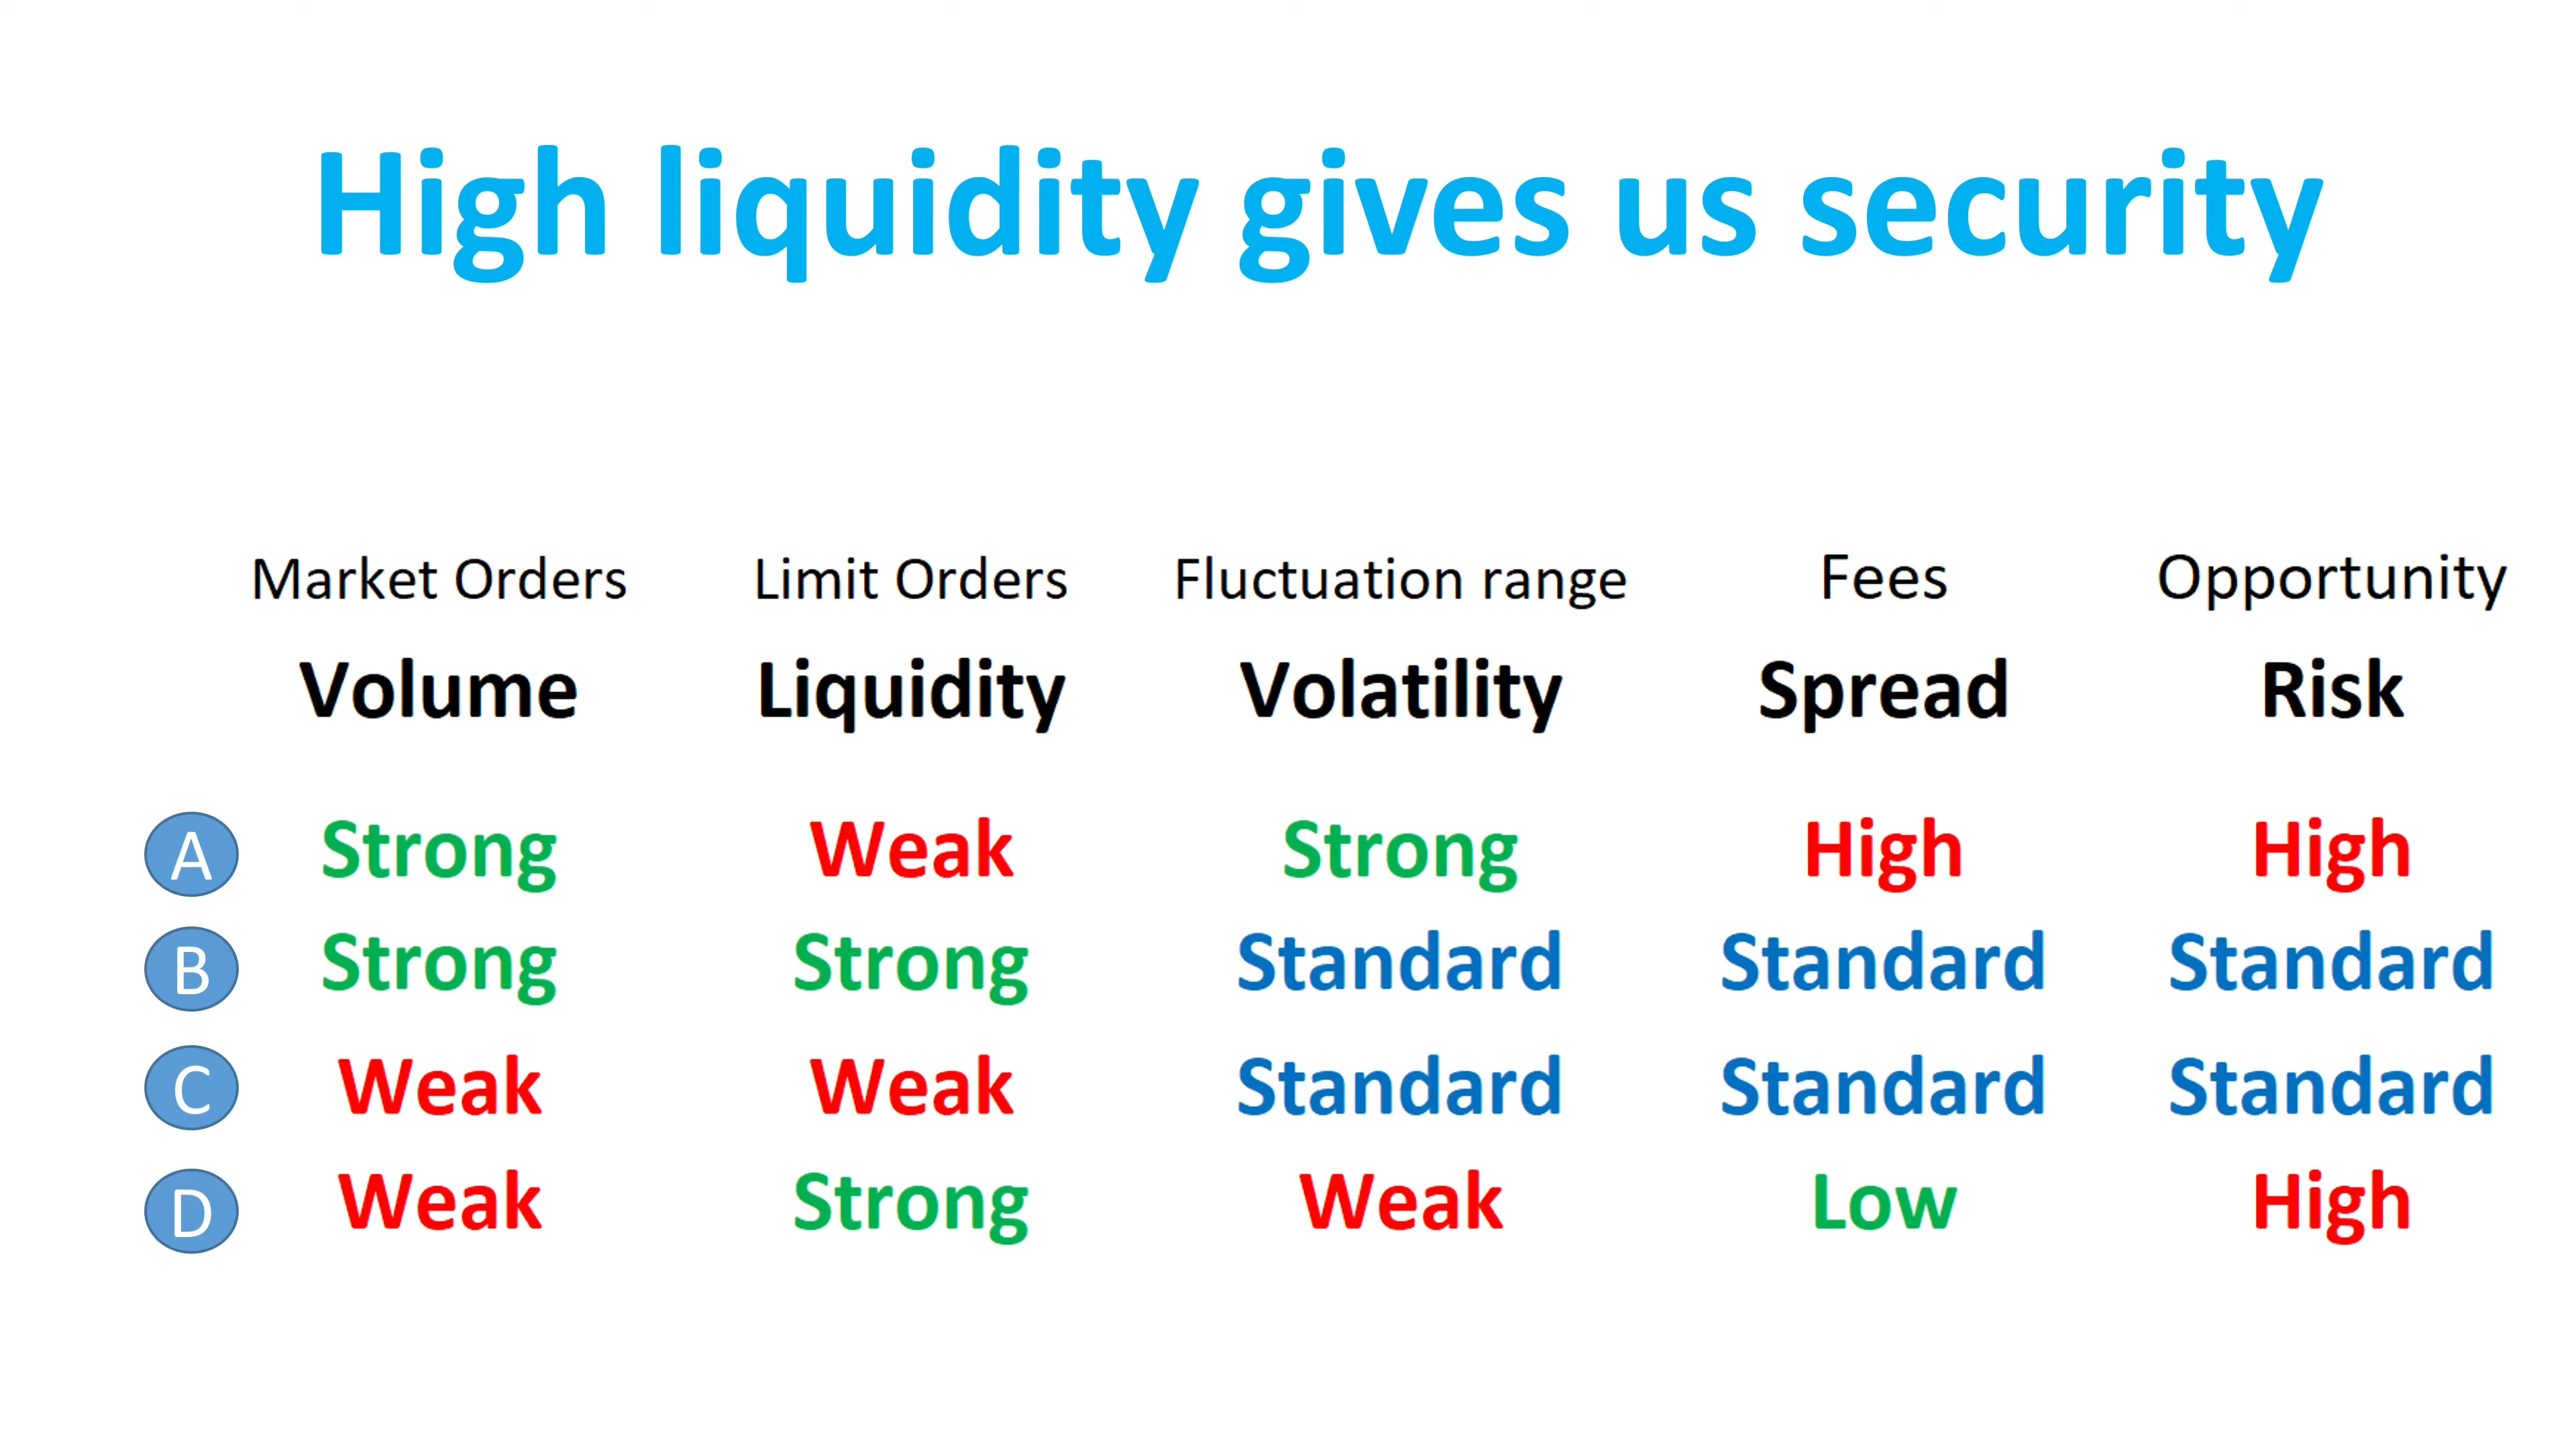 High liquidity gives us security
Market Orders Limit Orders Fluctuation range Fees Opportunity
Volume Liquidity Volatility Spread Risk
A Strong Weak Strong High High
B Strong Strong Standard Standard Standard
C Weak Weak Standard Standard Standard
D Weak Strong Weak Low High